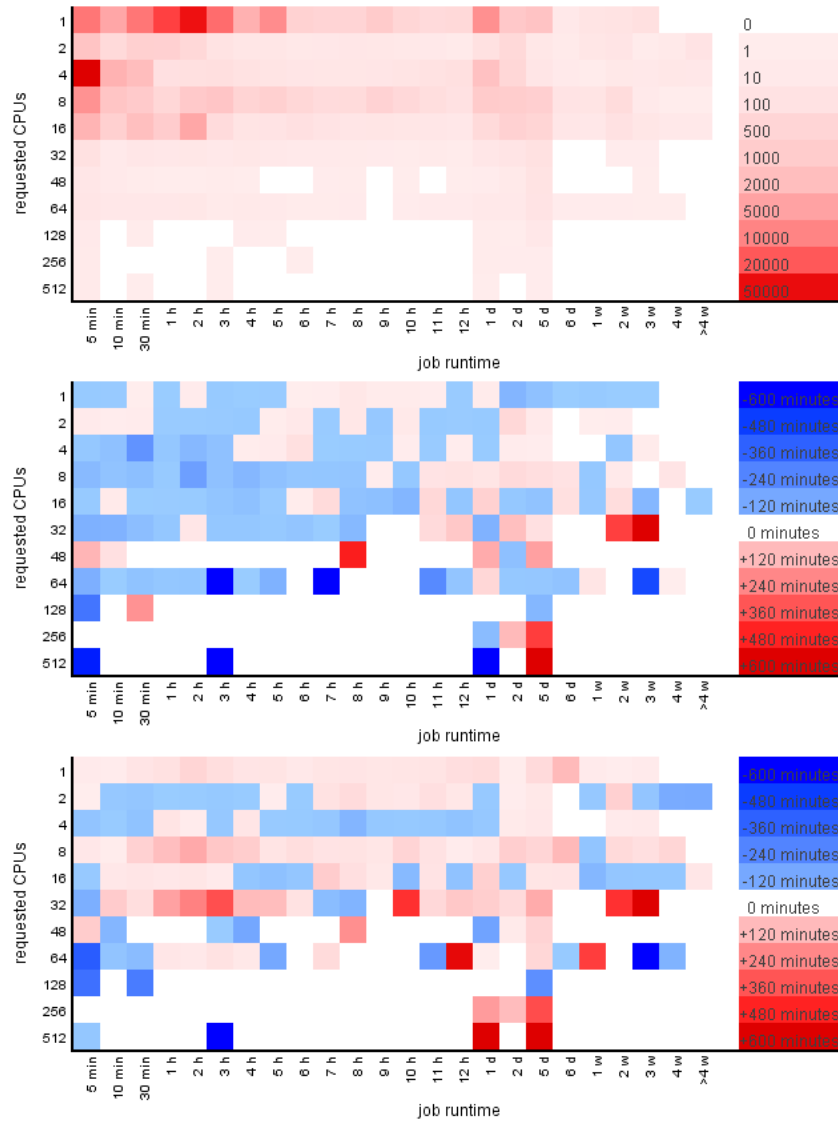 requested CPUs
1
2
4
8
16
32
48
64
128
256
512
5 min
10 min
30 min
1 h
2 h
3 h
4 h
5 h
7 h
8 h
9 h
10 h
11 h
12 h
1 d
2 d
5 d
6 d
1 w
2 w
3 w
4 w
>4 w
job runtime
0
1
10
100
500
1000
2000
5000
10000
20000
50000
requested CPUs
1
2
4
8
16
32
48
64
128
256
512
5 min
10 min
30 min
1 h
2 h
3 h
4 h
5 h
6 h
7 h
8 h
9 h
10 h
11 h
12 h
1 d
2 d
5 d
6 d
1 w
2 w
3 w
4 w
>4 w
job runtime
-600 minutes
-480 minutes
-360 minutes
-240 minutes
-120 minutes
0 minutes
+120 minutes
+240 minutes
+360 minutes
+480 minutes
+600 minutes
requested CPUs
1
2
4
8
16
32
48
64
128
256
512
5 min
10 min
30 min
1 h
2 h
3 h
4 h
5 h
6 h
7 h
8 h
9 h
10 h
11 h
12 h
1 d
2 d
5 d
6 d
1 w
2 w
3 w
4 w
>4 w
job runtime
-600 minutes
-480 minutes
-360 minutes
-240 minutes
-120 minutes
0 minutes
+120 minutes
+240 minutes
+360 minutes
+480 minutes
+600 minutes